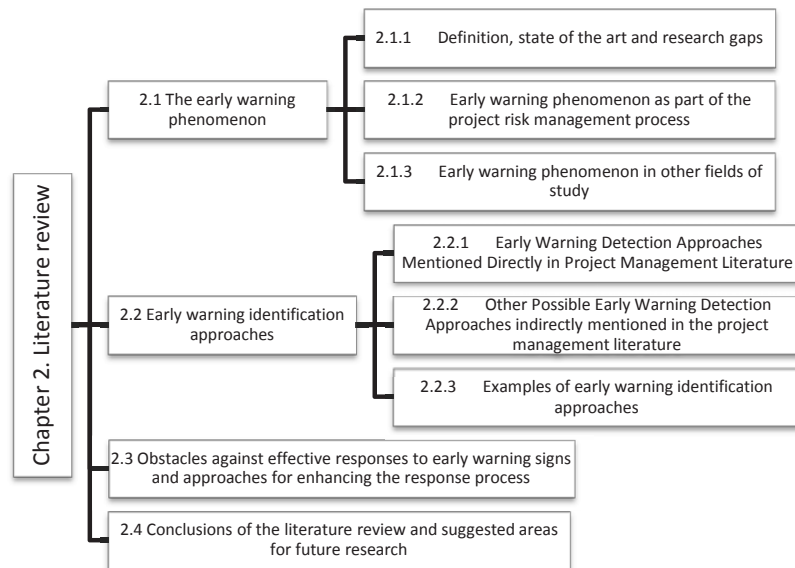 Chapter 2. Literature review
2.1 The early warning
phenomenon
2.1.1 Definition, state of the art and research gaps
2.1.2 Early warning phenomenon as part of the
project risk management process
2.1.3 Early warning phenomenon in other fields of
study
2.2 Early warning identification
approaches
2.2.1 Early Warning Detection Approaches
Mentioned Directly in Project Management Literature
2.2.2 Other Possible Early Warning Detection
Approaches indirectly mentioned in the project
management literature
2.2.3 Examples of early warning identification
approaches
2.3 Obstacles against effective responses to early warning signs
and approaches for enhancing the response process
2.4 Conclusions of the literature review and suggested areas
for future research